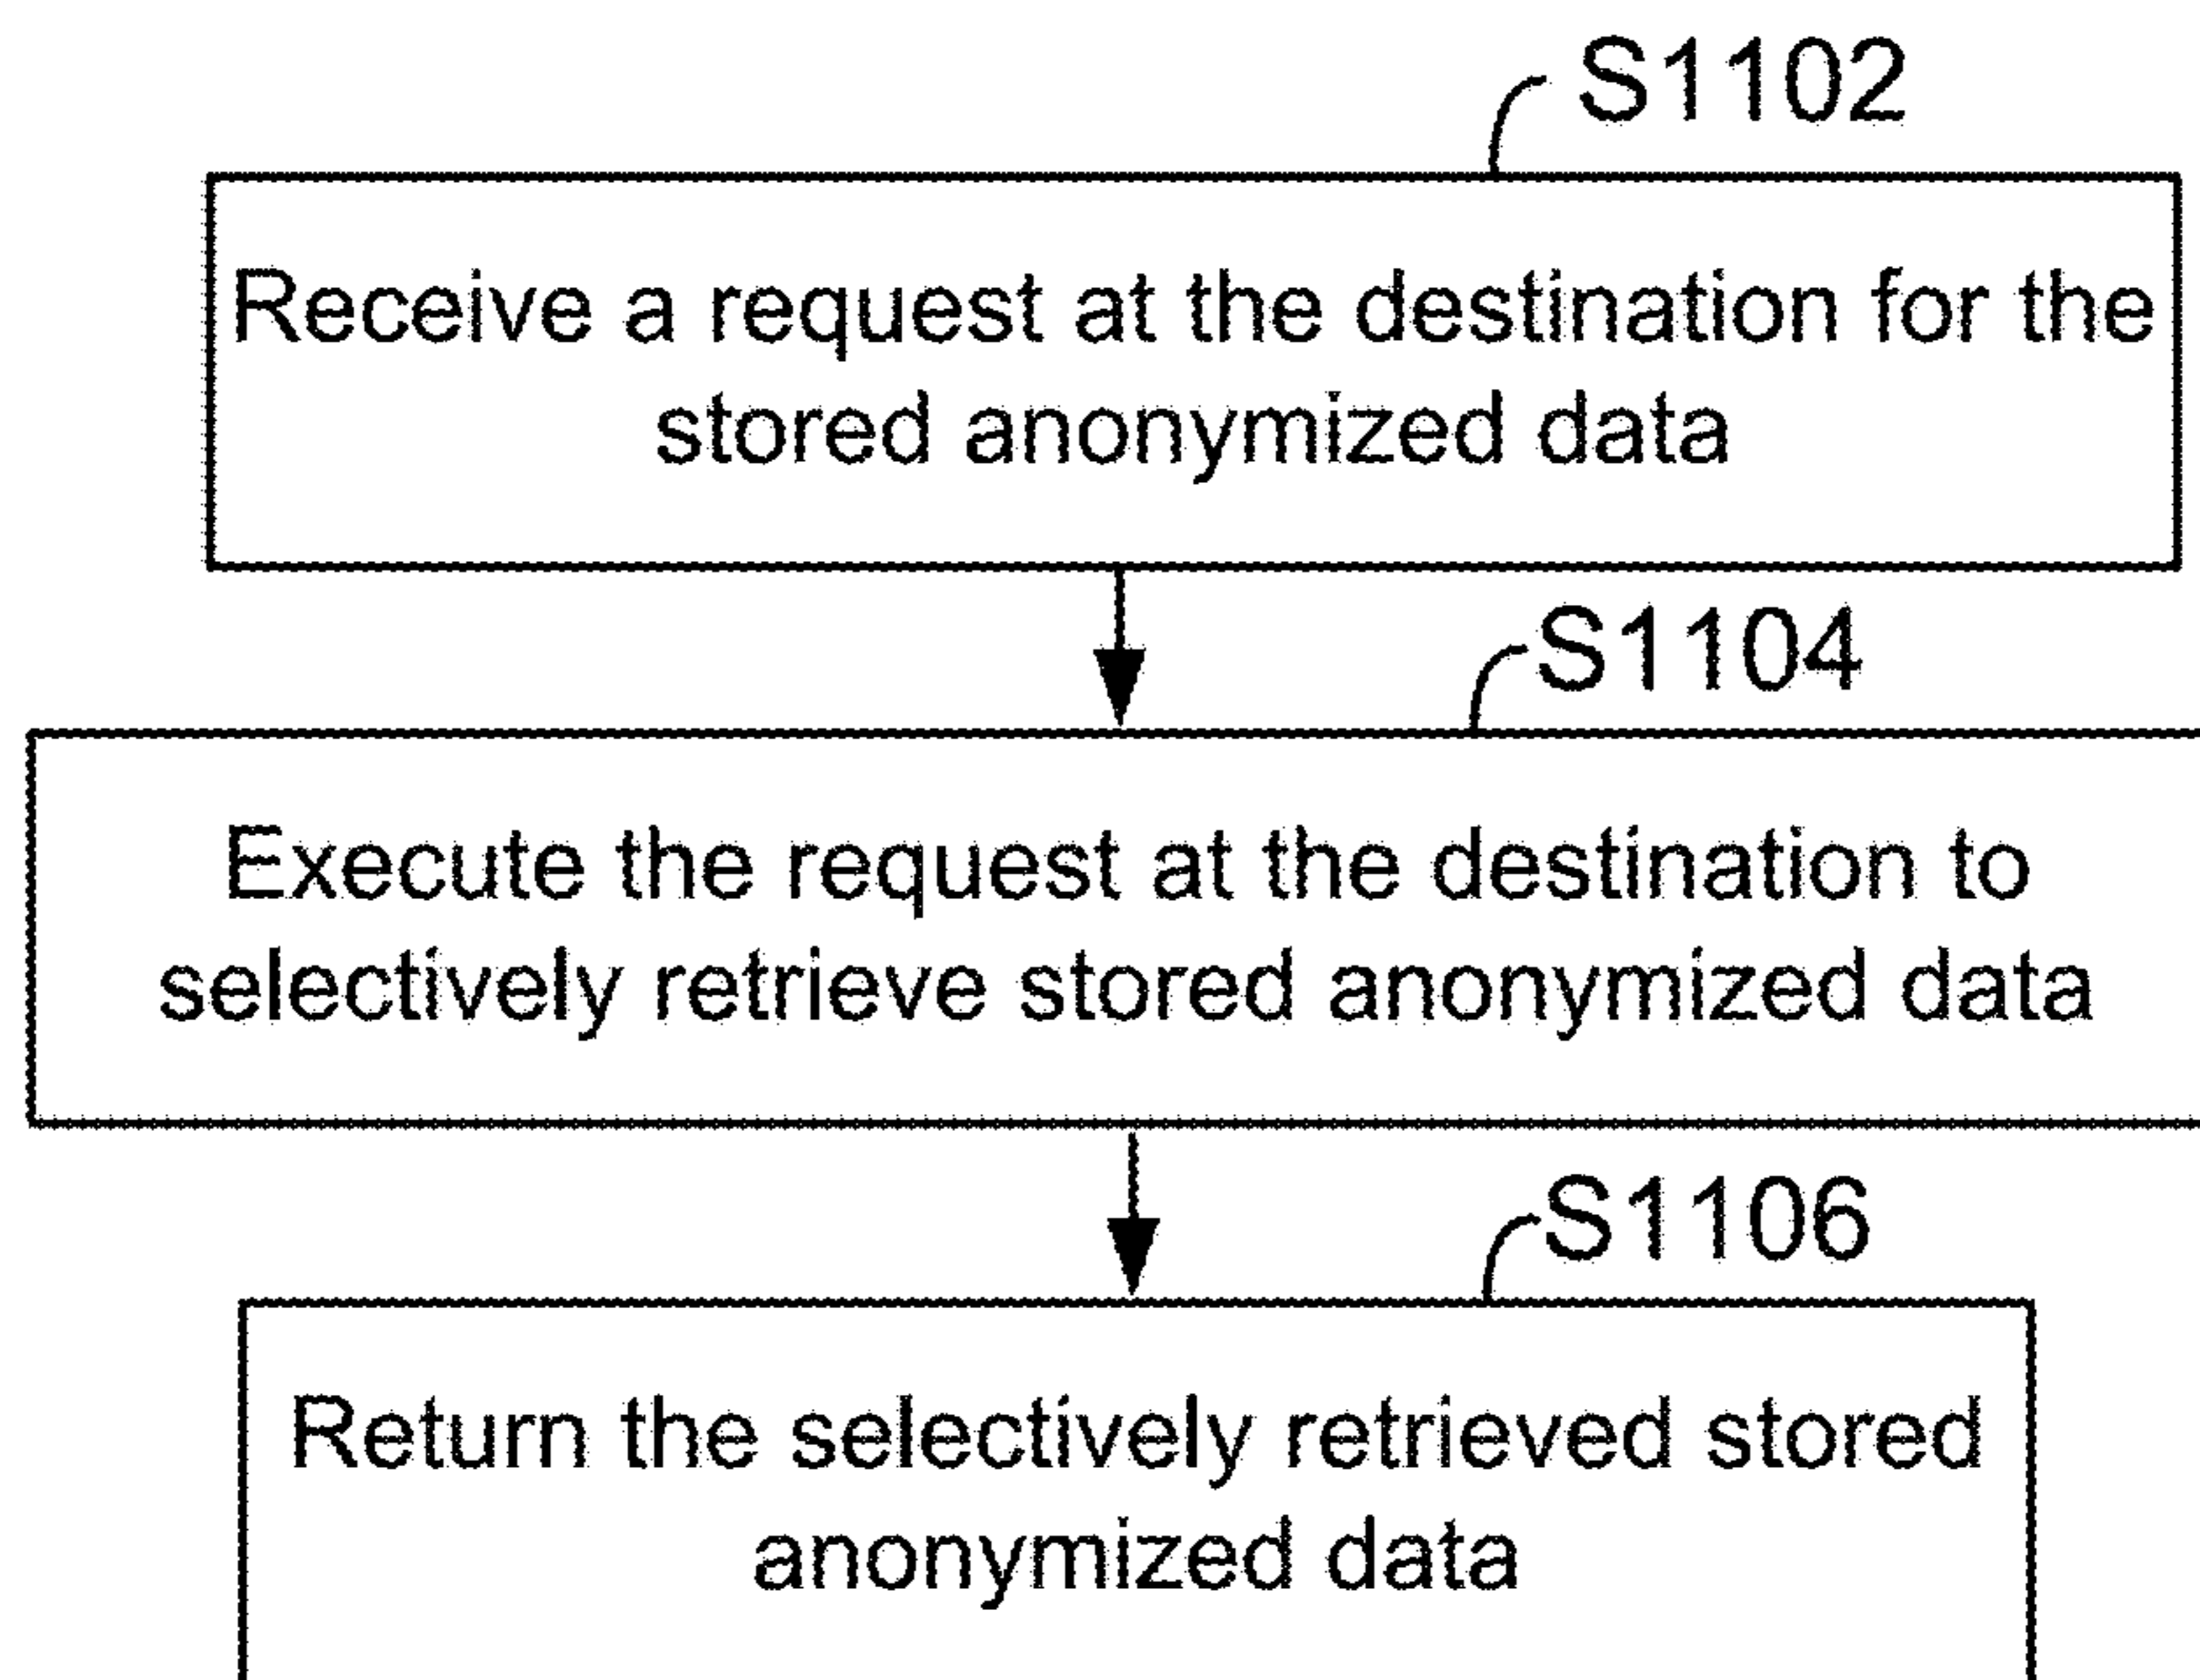 S1102
Receive a request at the destination for the
stored anonymized data
S1104
Execute the request at the destination to
selectively retrieve stored anonymized data
S1106
Return the selectively retrieved stored
anonymized data